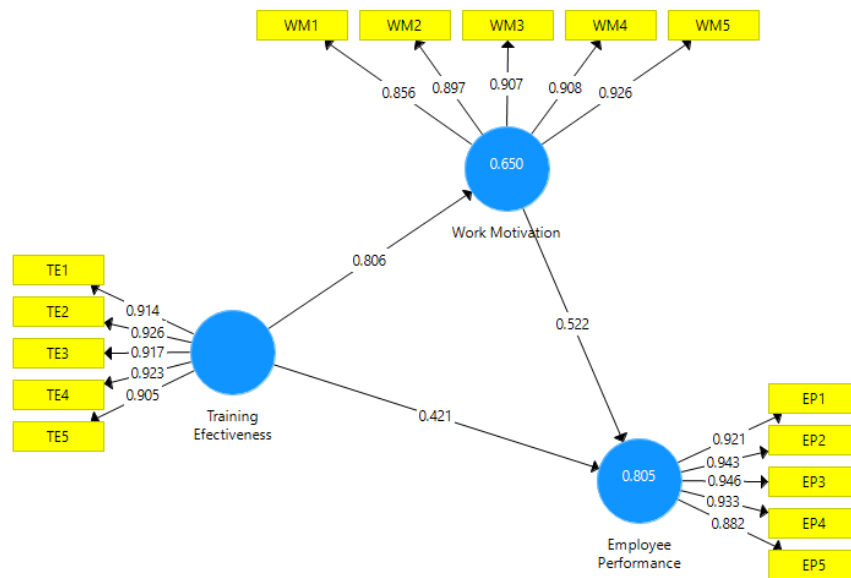 WM1
WM2
WM3
WM4
WM5
0.856
0.897
0.907
0.908
0.926
0.650
Work Motivation
0.806
0.522
TE1
TE2
TE3
TE4
TE5
0.914
0.926
0.917
0.923
0.905
Training
Efectiveness
0.421
EP1
EP2
EP3
EP4
EP5
0.921
0.943
0.946
0.933
0.882
0.805
Employee
Performance